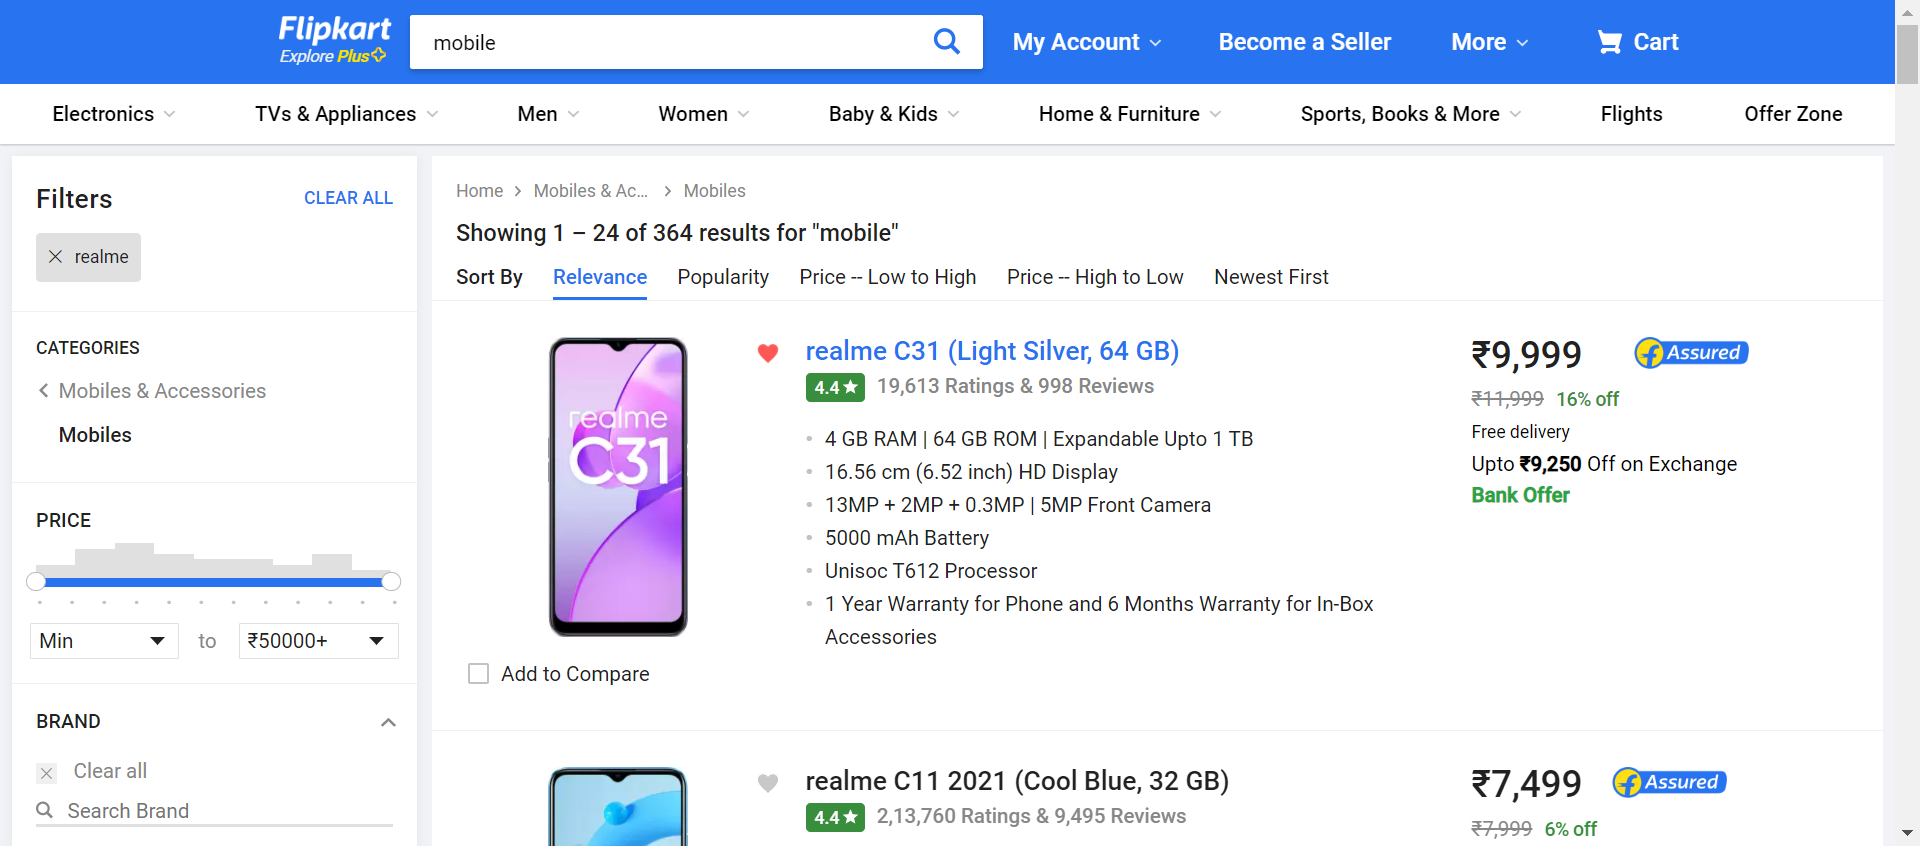 Flipkart
Explore Plus
mobile
My Account
Become a Seller
More
Cart
Electronics
TVs & Appliances
Men
Women
Baby & Kids
Home & Furniture
Sports, Books & More
Flights
Offer Zone
Filters
CLEAR ALL
realme
CATEGORIES
Mobiles & Accessories
Mobiles
PRICE
Min
to
₹50000+
BRAND
Clear all
Search Brand
Home
Mobiles & Ac...
Mobiles
Showing 1 – 24 of 364 results for "mobile"
Sort By
Relevance
Popularity
Price -- Low to High
Price -- High to Low
Newest First
realme
C31
Add to Compare
realme C31 (Light Silver, 64 GB)
4.4★
19,613 Ratings & 998 Reviews
4 GB RAM | 64 GB ROM | Expandable Upto 1 TB
16.56 cm (6.52 inch) HD Display
13MP + 2MP + 0.3MP | 5MP Front Camera
5000 mAh Battery
Unisoc T612 Processor
1 Year Warranty for Phone and 6 Months Warranty for In-Box
Accessories
₹9,999
Assured
₹11,999
16% off
Free delivery
Upto ₹9,250 Off on Exchange
Bank Offer
realme C11 2021 (Cool Blue, 32 GB)
4.4★
2,13,760 Ratings & 9,495 Reviews
₹7,499
Assured
₹7,999
6% off